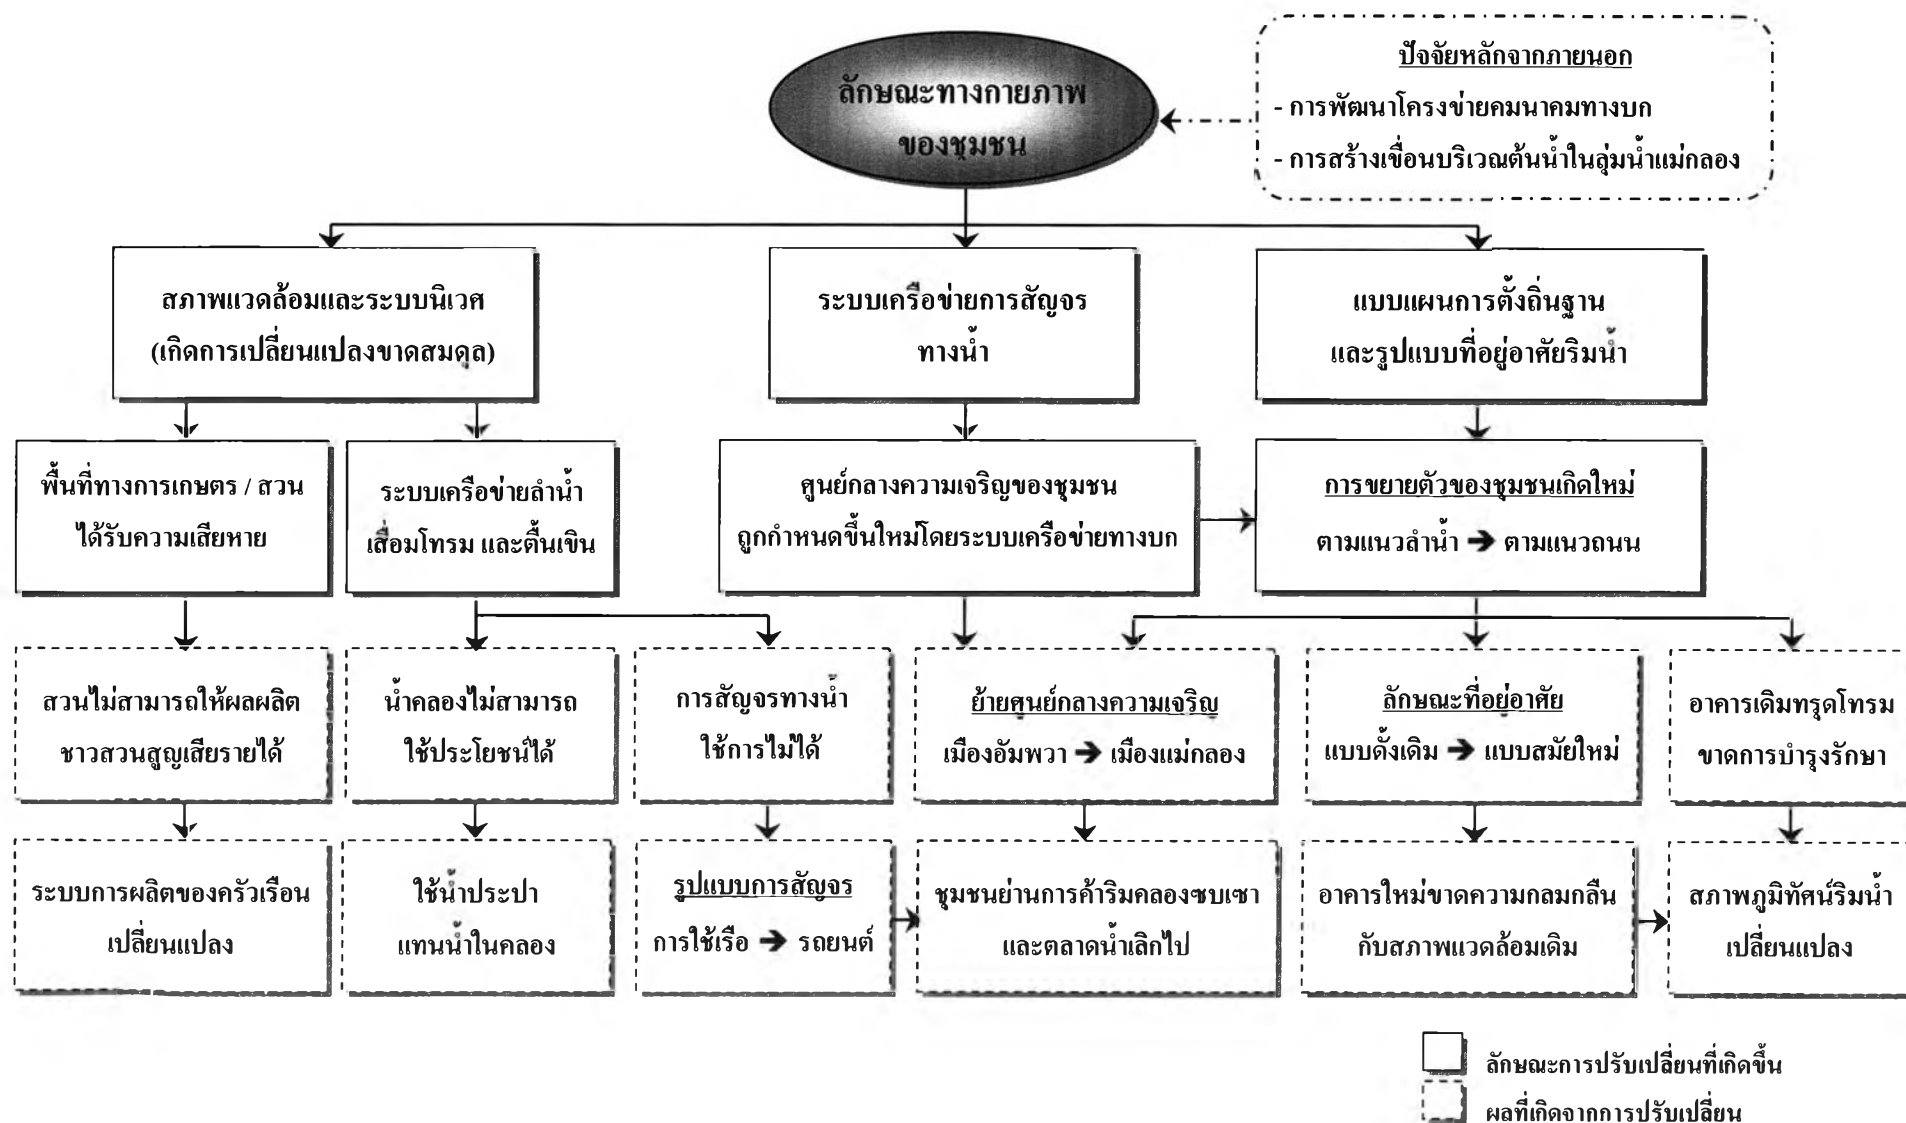 ลักษณะทางกายภาพ
ของชุมชน
ปัจจัยหลักจากภายนอก
- การพัฒนาโครงข่ายคมนาคมทางบก
- การสร้างเขื่อนบริเวณต้นน้ำในลุ่มน้ำแม่กลอง
สภาพแวดล้อมและระบบนิเวศ
(เกิดการเปลี่ยนแปลงขาดสมดุล)
ระบบเครือข่ายการสัญจร
ทางน้ำ
แบบแผนการตั้งถิ่นฐาน
และรูปแบบที่อยู่อาศัยริมน้ำ
พื้นที่ทางการเกษตร / สวน
ได้รับความเสียหาย
ระบบเครือข่ายลำน้ำ
เสื่อมโทรม และตื้นเขิน
ศูนย์กลางความเจริญของชุมชน
ถูกกำหนดขึ้นใหม่โดยระบบเครือข่ายทางบก
การขยายตัวของชุมชนเกิดใหม่
ตามแนวลำน้ำ ➔ ตามแนวถนน
สวนไม่สามารถให้ผลผลิต
ชาวสวนสูญเสียรายได้
น้ำคลองไม่สามารถ
ใช้ประโยชน์ได้
การสัญจรทางน้ำ
ใช้การไม่ได้
ย้ายศูนย์กลางความเจริญ
เมืองอัมพวา ➔ เมืองแม่กลอง
ลักษณะที่อยู่อาศัย
แบบดั้งเดิม ➔ แบบสมัยใหม่
อาคารเดิมทรุดโทรม
ขาดการบำรุงรักษา
ระบบการผลิตของครัวเรือน
เปลี่ยนแปลง
ใช้น้ำประปา
แทนน้ำในคลอง
รูปแบบการสัญจร
การใช้เรือ ➔ รถยนต์
ชุมชนย่านการค้าริมคลองซบเซา
และตลาดน้ำเลิกไป
อาคารใหม่ขาดความกลมกลืน
กับสภาพแวดล้อมเดิม
สภาพภูมิทัศน์ริมน้ำ
เปลี่ยนแปลง
ลักษณะการปรับเปลี่ยนที่เกิดขึ้น
ผลที่เกิดจากการปรับเปลี่ยน